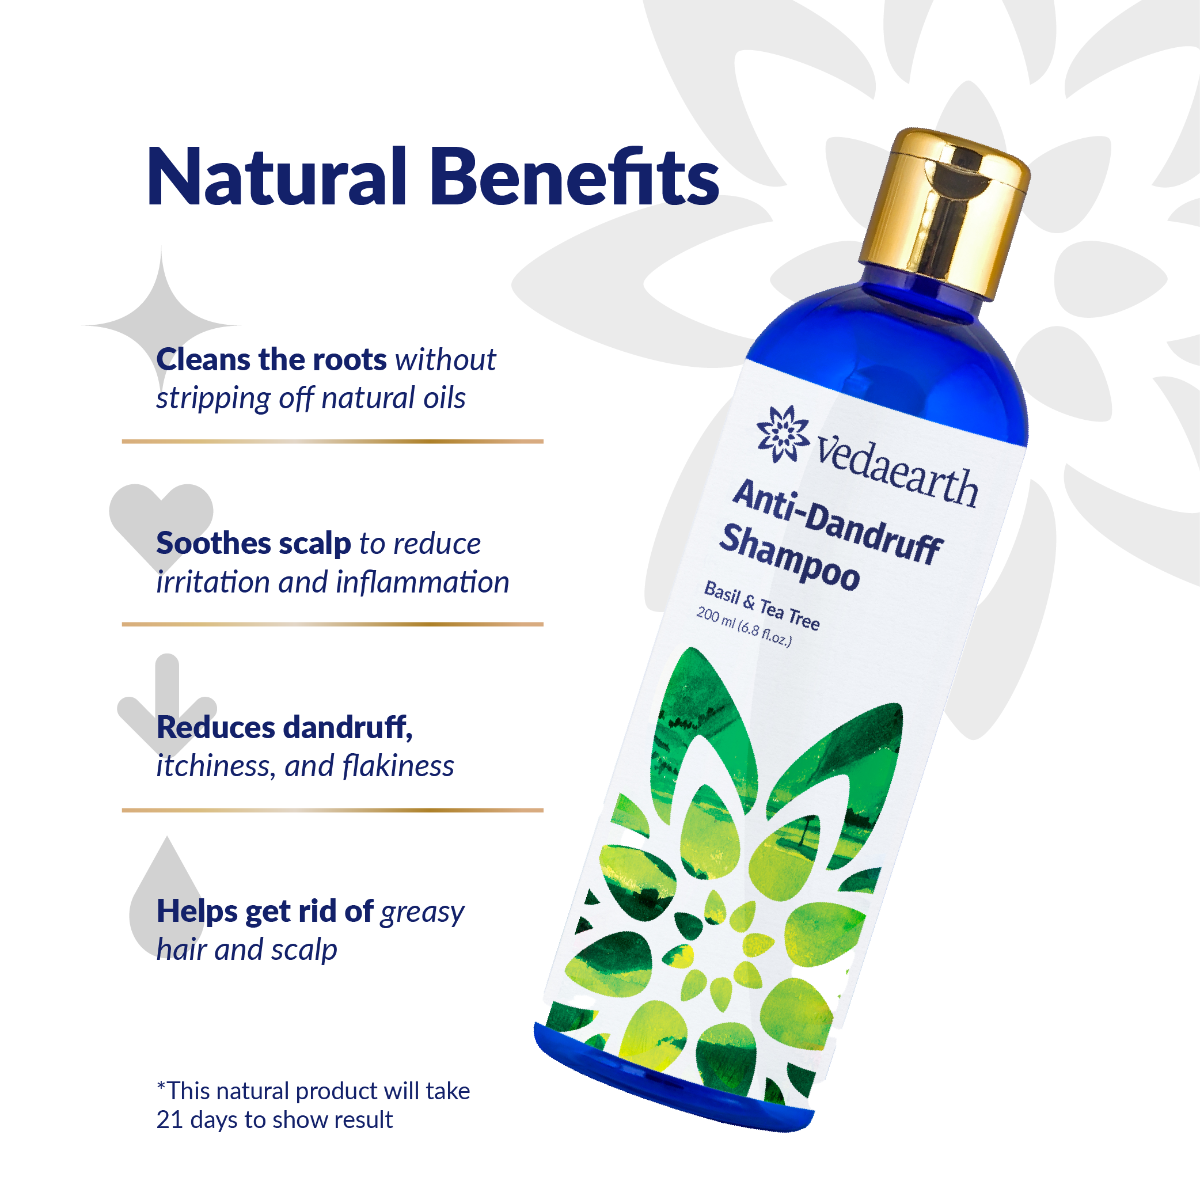 Natural Benefits
Cleans the roots without
stripping off natural oils
Soothes scalp to reduce
irritation and inflammation
Reduces dandruff,
itchiness, and flakiness
Helps get rid of greasy
hair and scalp
*This natural product will take
21 days to show result
vedaearth
Anti-Dandruff
Shampoo
Basil & Tea Tree
200 ml (6.8 fl.oz.)